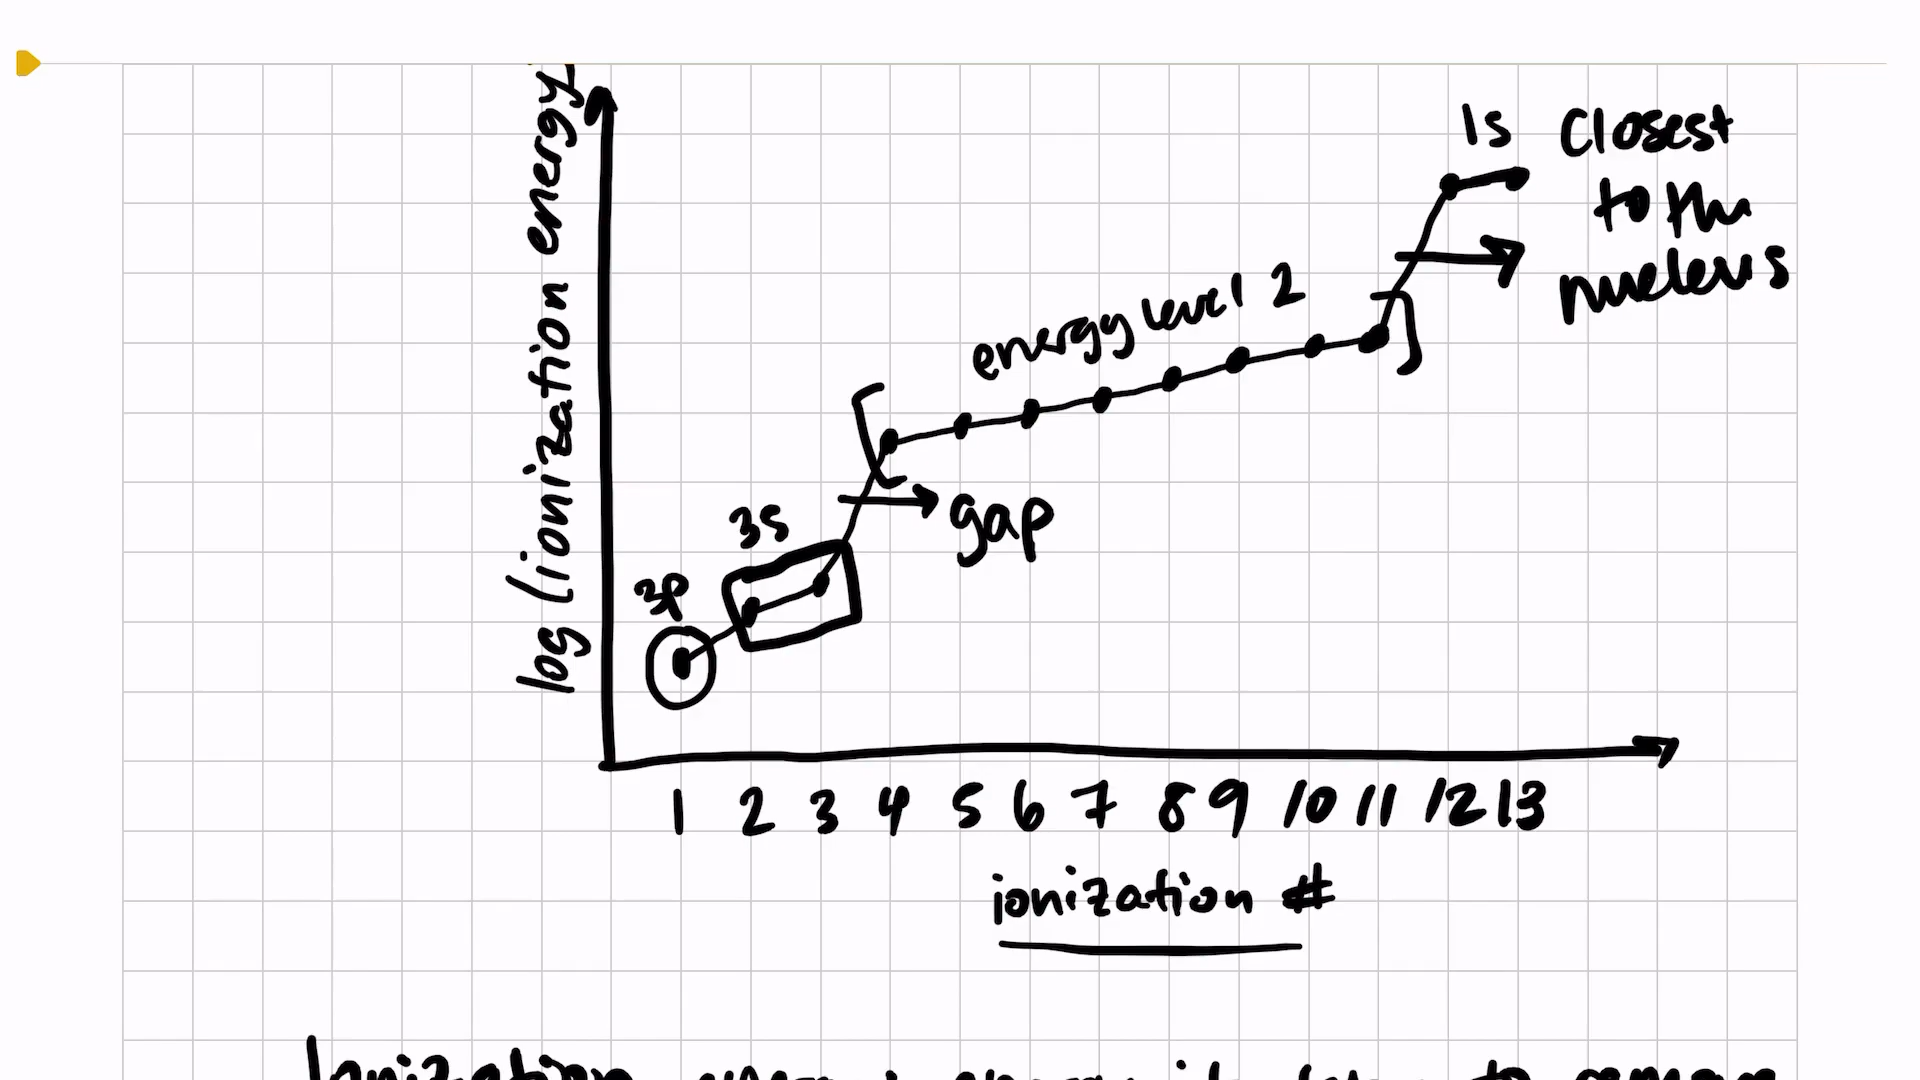 log (ionization energy
1s closest
to the
nucleus
energy level 2
gap
3s
3p
1 2 3 4 5 6 7 8 9 10 11 12 13
ionization #
Ionization